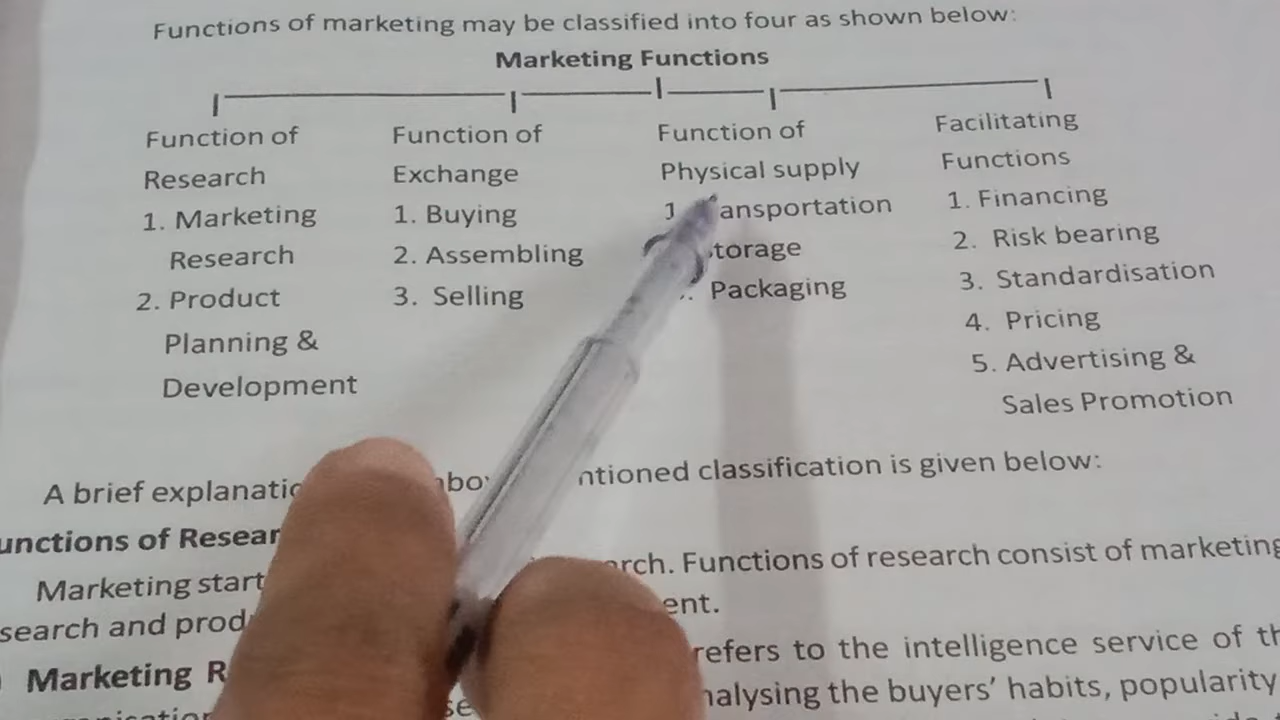 Functions of marketing may be classified into four as shown below:
Marketing Functions
Function of
Research
1. Marketing
Research
2. Product
Planning &
Development
Function of
Exchange
1. Buying
2. Assembling
3. Selling
Function of
Physical supply
ansportation
torage
Packaging
Facilitating
Functions
1. Financing
2. Risk bearing
3. Standardisation
4. Pricing
5. Advertising &
Sales Promotion
A brief explanatio ntioned classification is given below:
unctions of Resear
Marketing start rch. Functions of research consist of marketing
search and prod ent.
Marketing R refers to the intelligence service of th
nalysing the buyers' habits, popularity